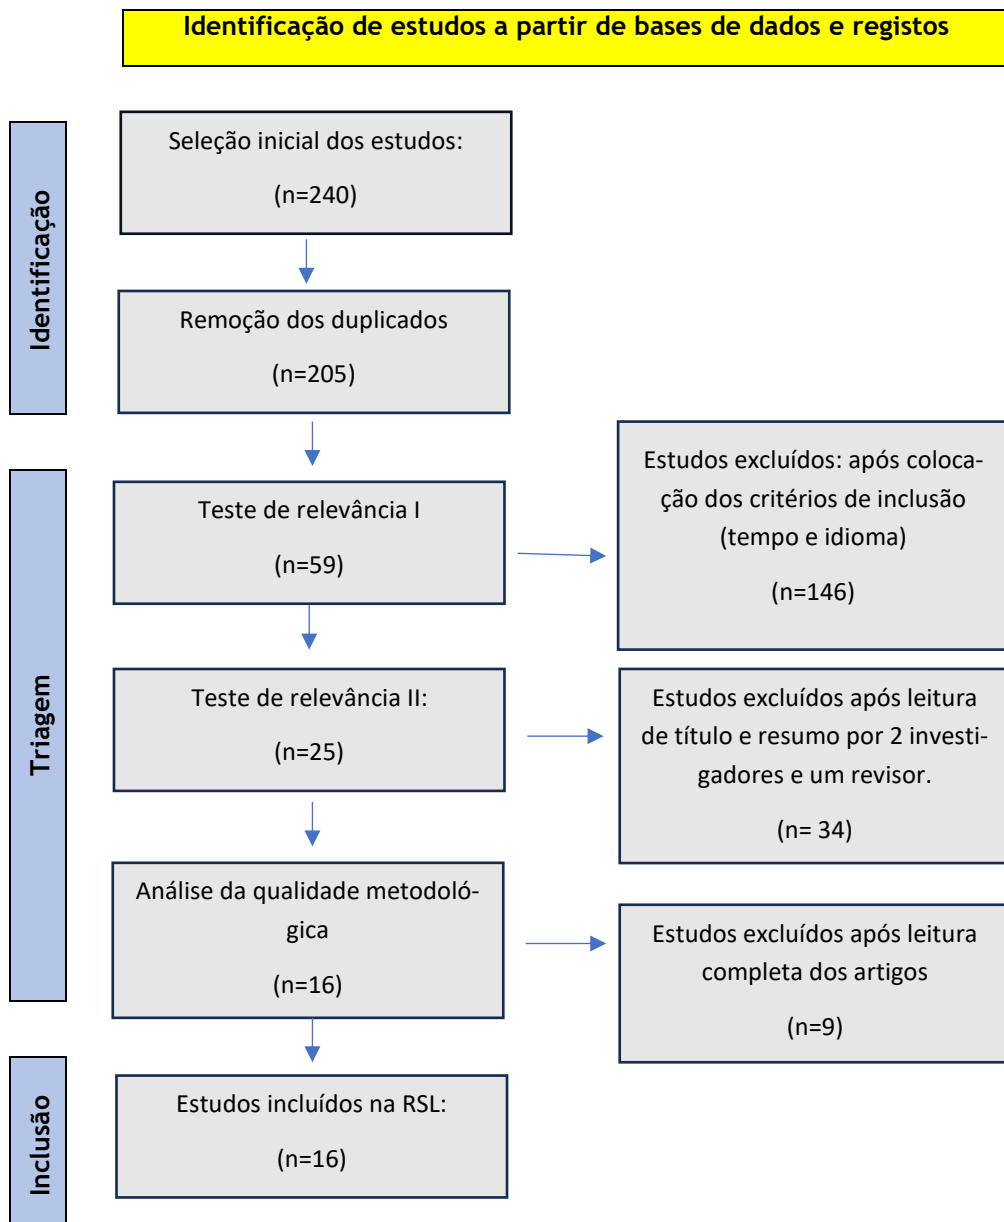 Identificação de estudos a partir de bases de dados e registos
Identificação
Seleção inicial dos estudos:
(n=240)
Remoção dos duplicados
(n=205)
Triagem
Teste de relevância I
(n=59)
Estudos excluídos: após coloca-
ção dos critérios de inclusão
(tempo e idioma)
(n=146)
Teste de relevância II:
(n=25)
Estudos excluídos após leitura
de título e resumo por 2 investi-
gadores e um revisor.
(n= 34)
Análise da qualidade metodoló-
gica
(n=16)
Estudos excluídos após leitura
completa dos artigos
(n=9)
Inclusão
Estudos incluídos na RSL:
(n=16)